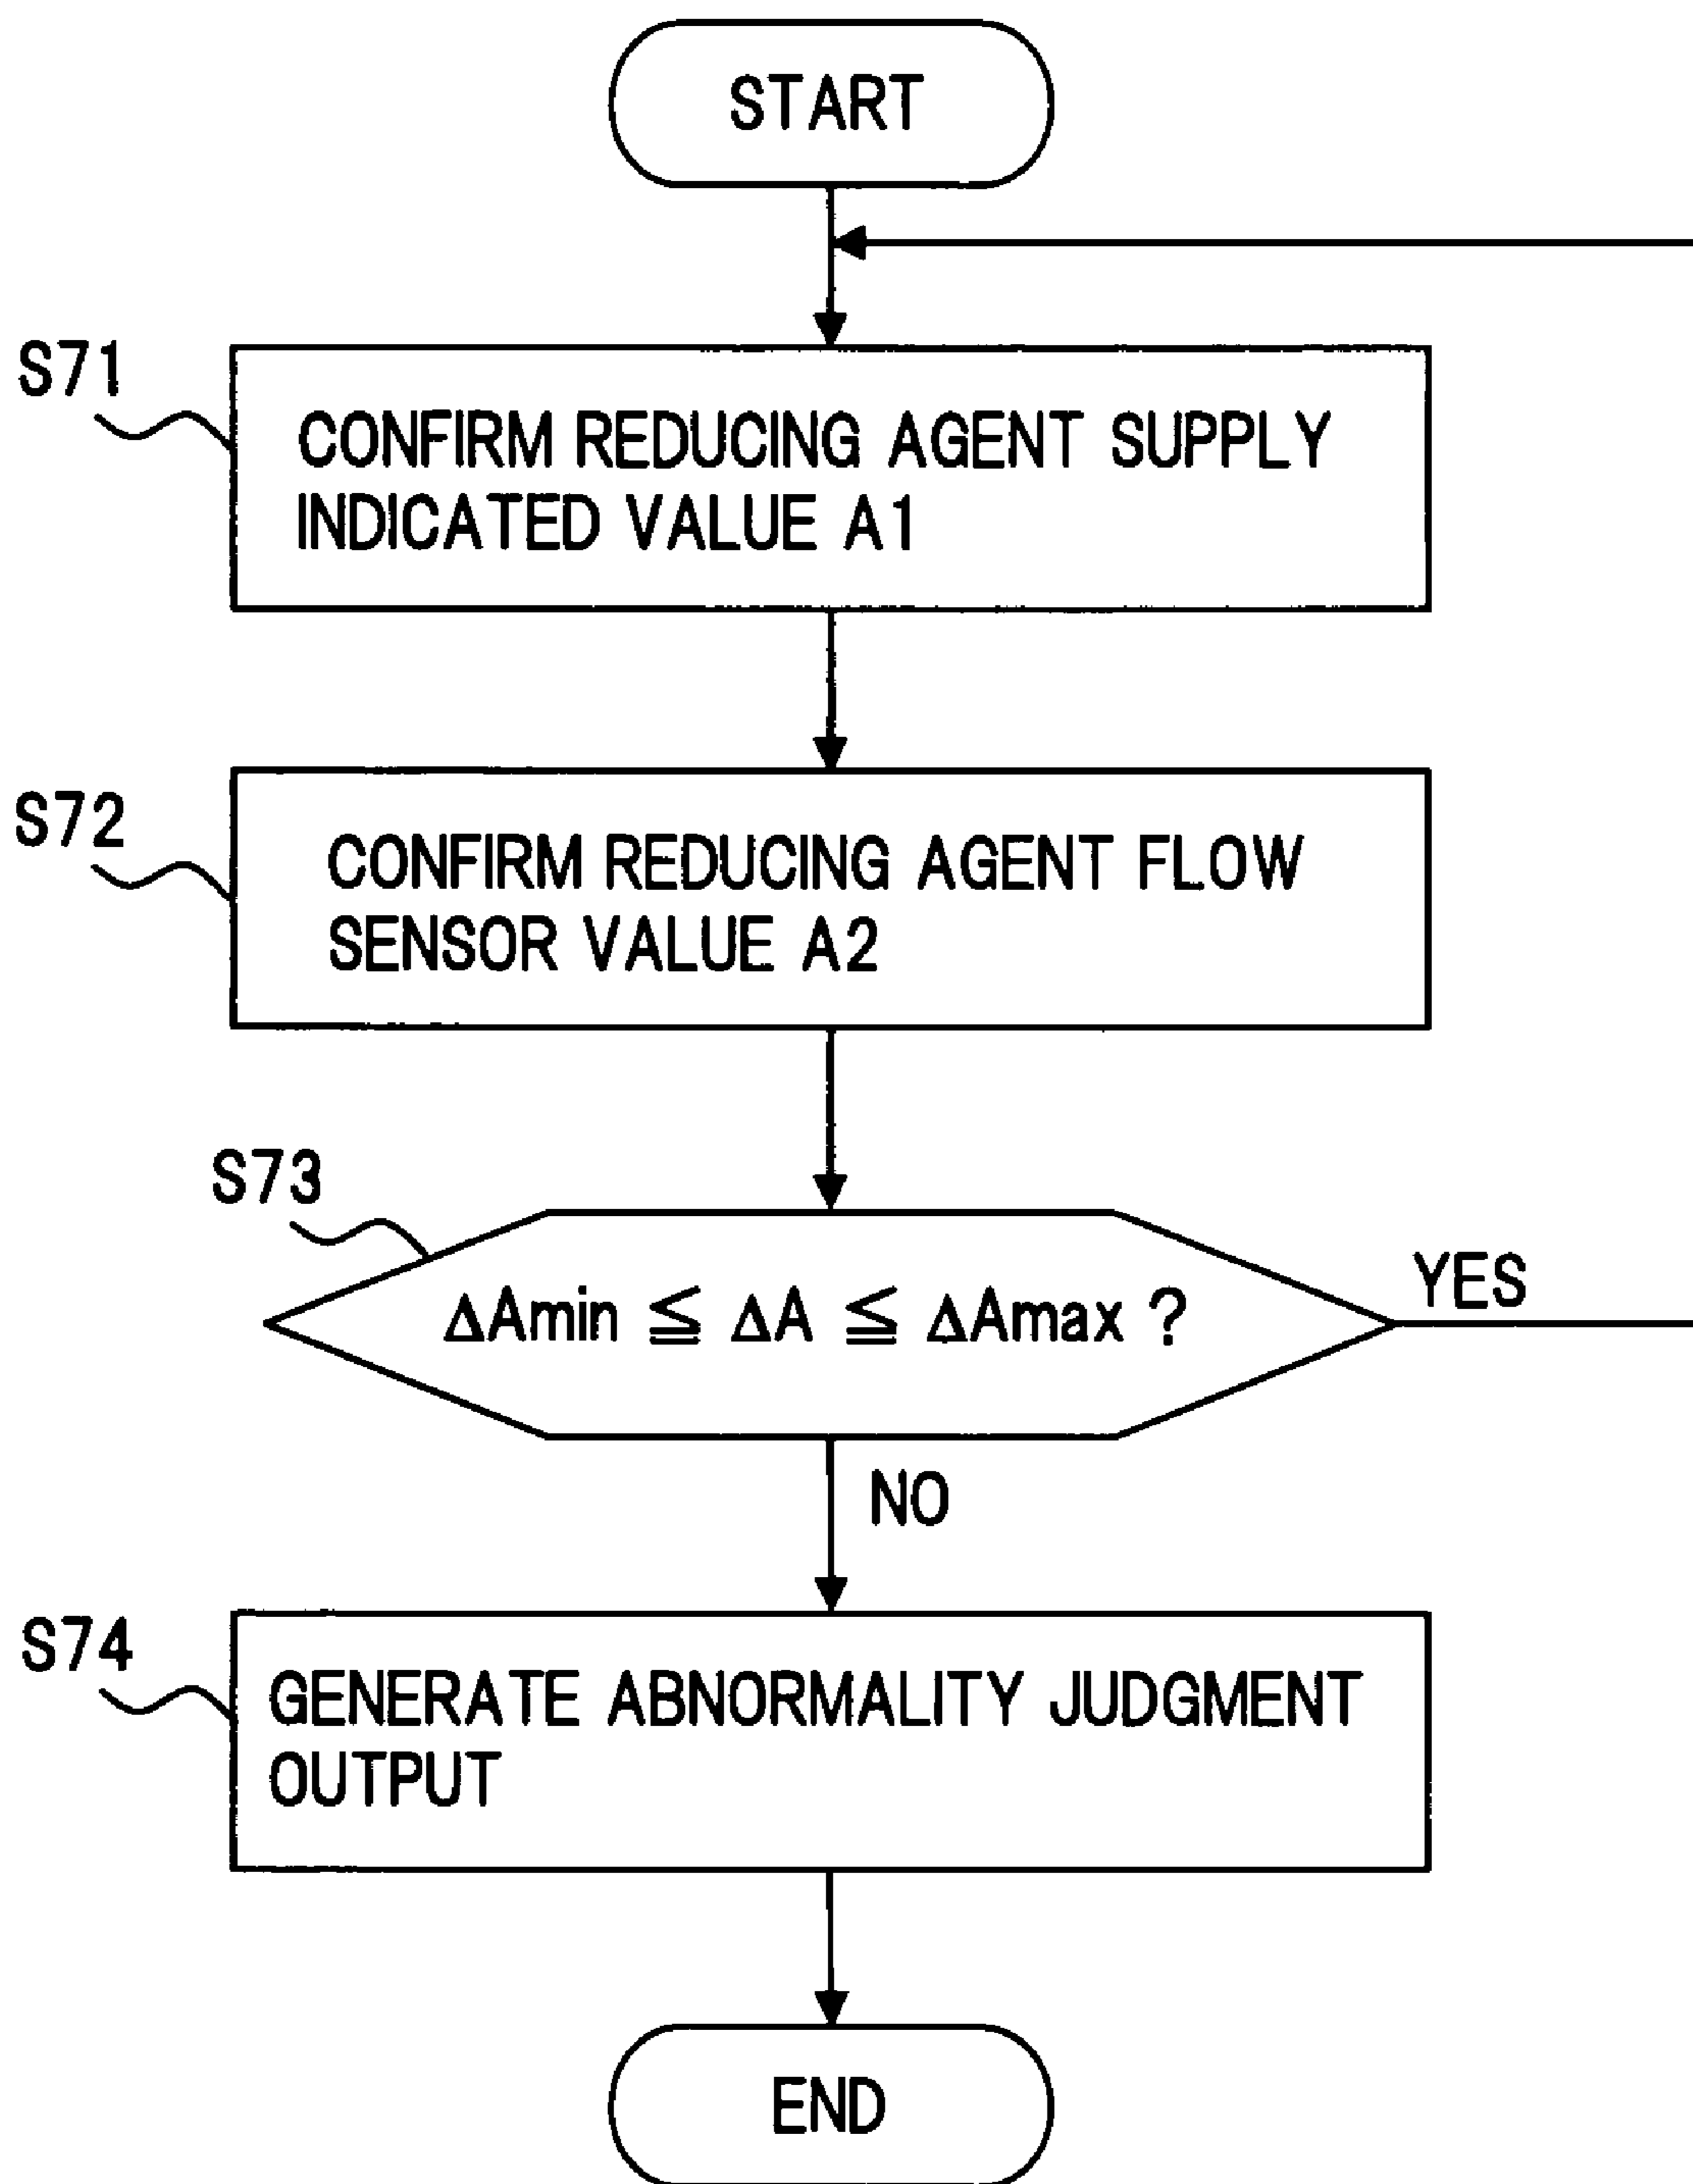 START
S71
CONFIRM REDUCING AGENT SUPPLY
INDICATED VALUE A1
S72
CONFIRM REDUCING AGENT FLOW
SENSOR VALUE A2
S73
ΔAmin ≦ ΔA ≦ ΔAmax ?
YES
NO
S74
GENERATE ABNORMALITY JUDGMENT
OUTPUT
END